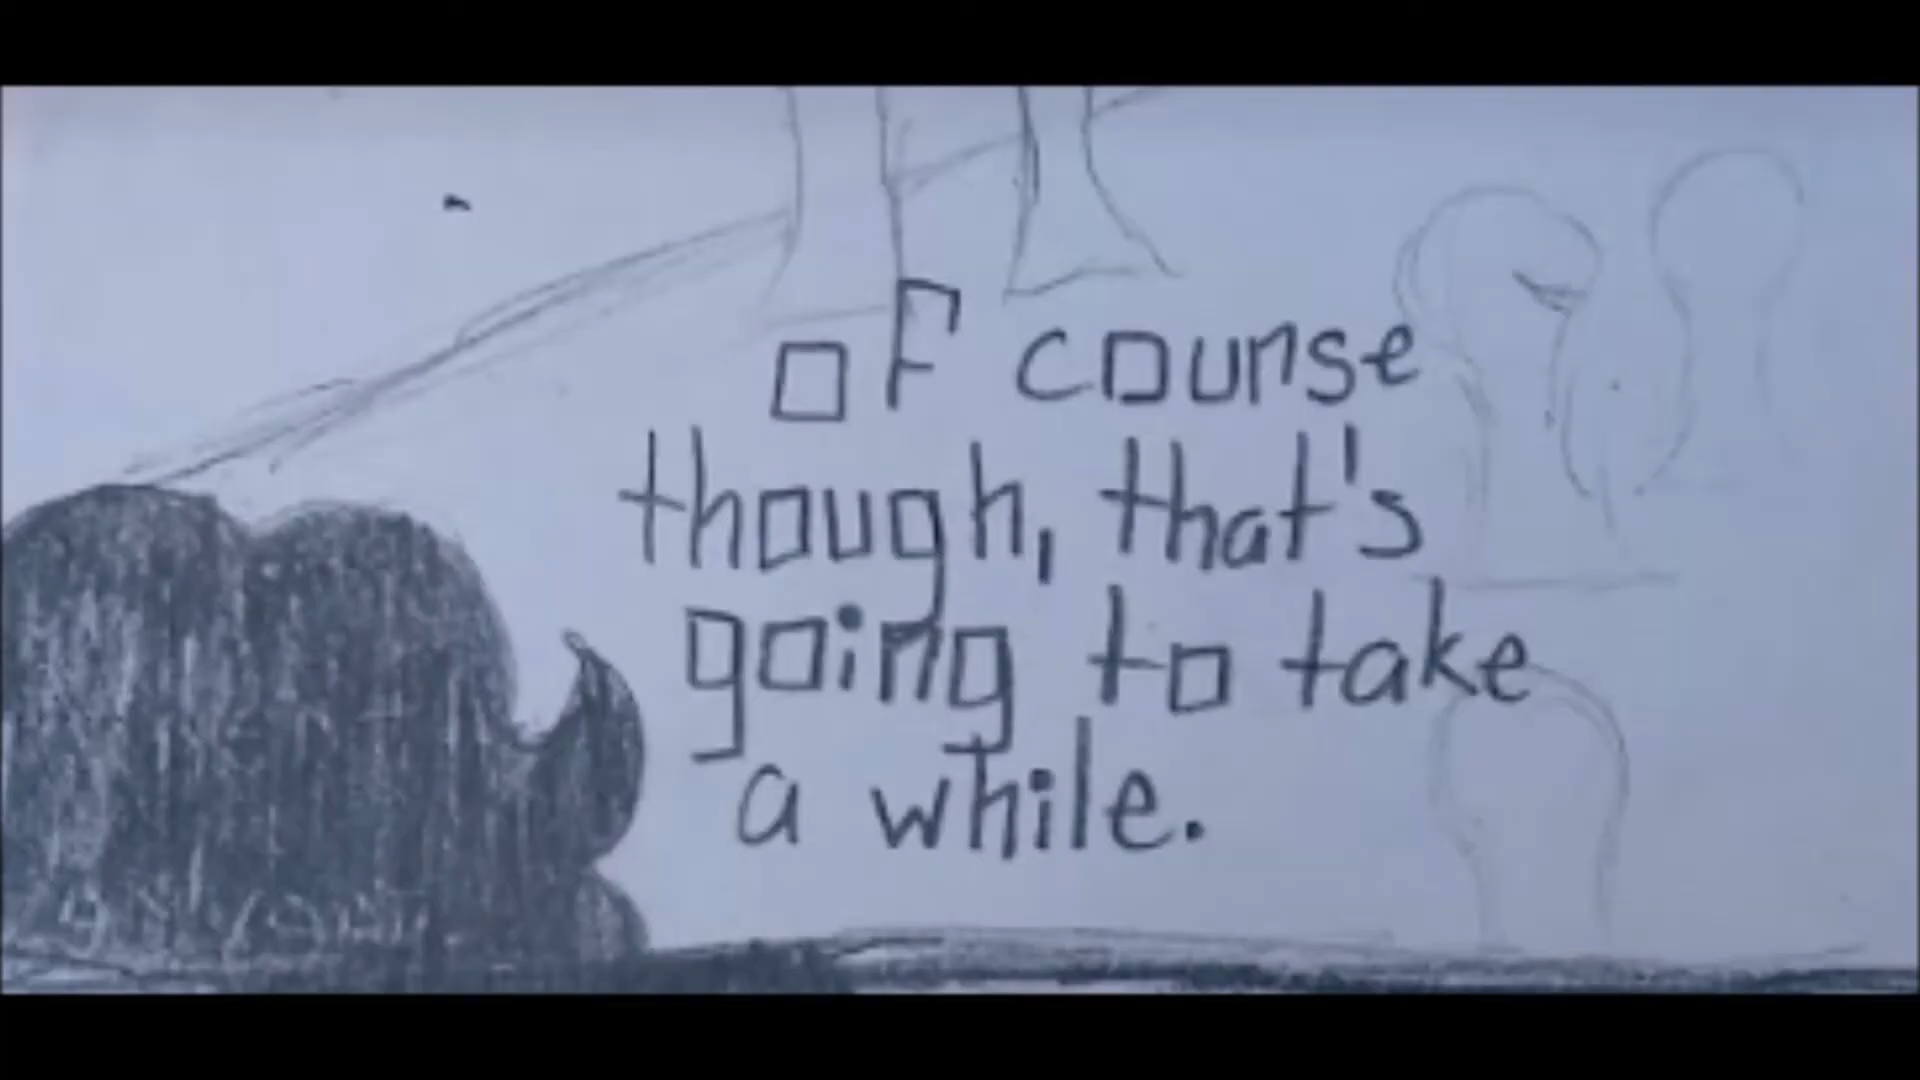 of course
though, that's
going to take
a while.